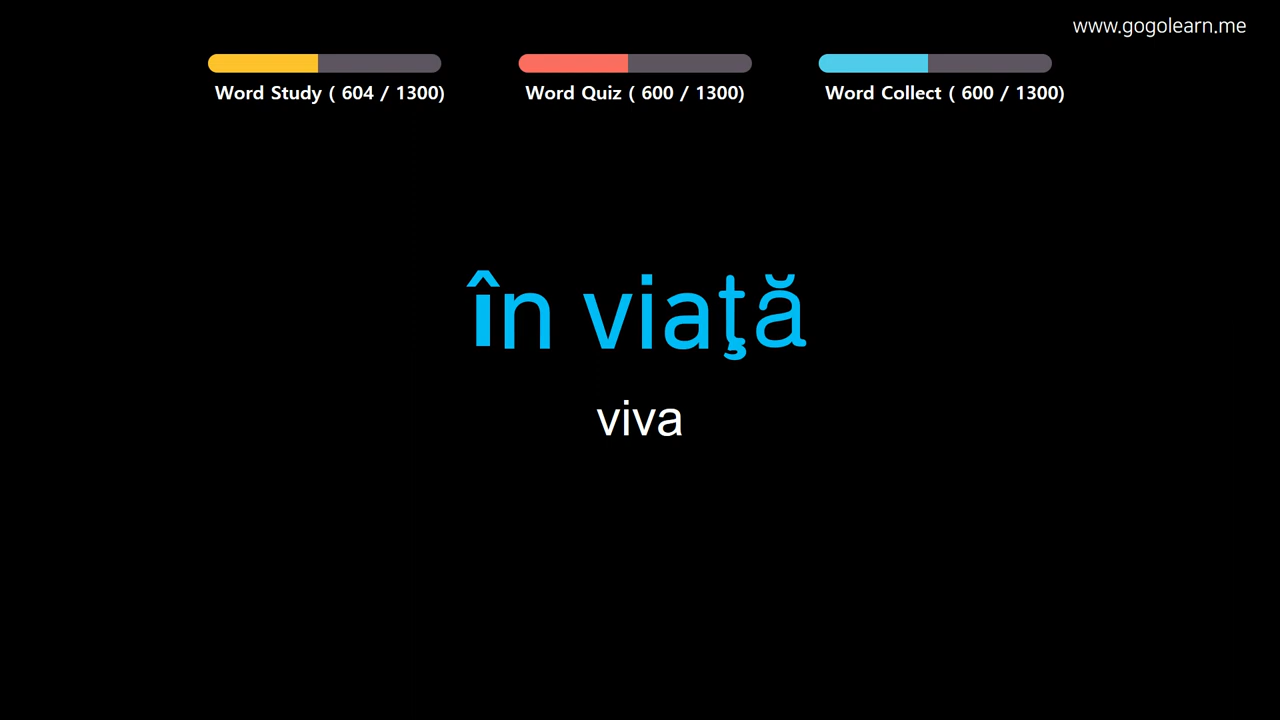 www.gogolearn.me
Word Study ( 604 / 1300)
Word Quiz ( 600 / 1300)
Word Collect ( 600 / 1300)
în viaţă
viva